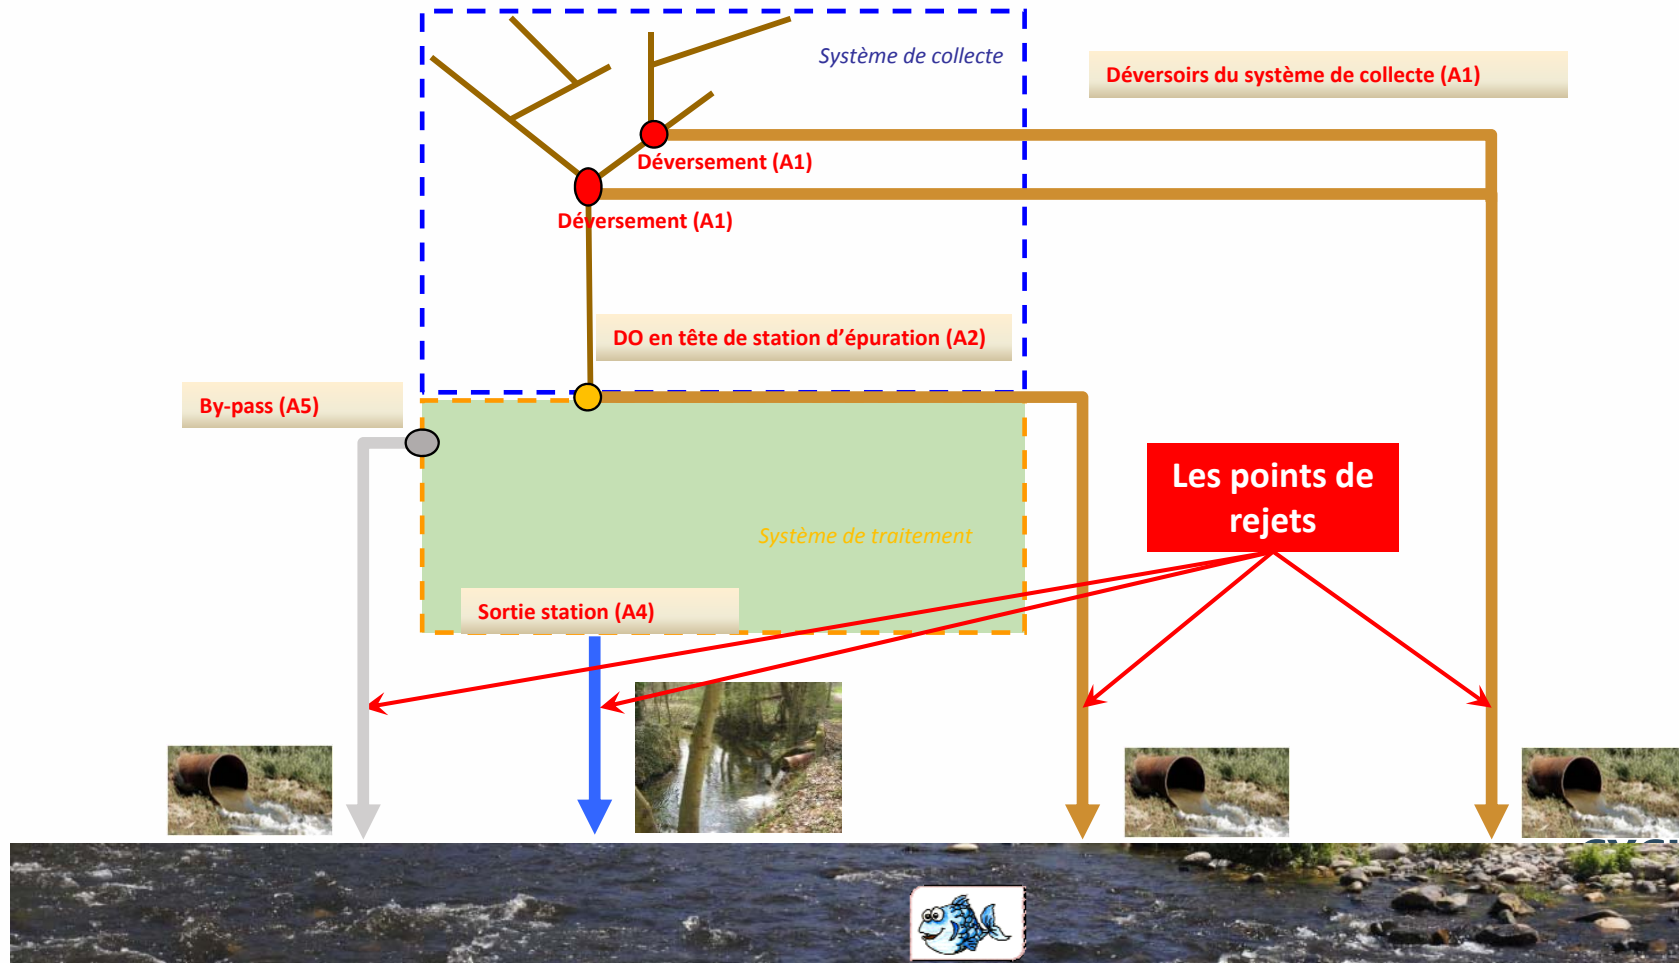 Système de collecte
Déversoirs du système de collecte (A1)
Déversement (A1)
Déversement (A1)
DO en tête de station d’épuration (A2)
By-pass (A5)
Les points de
rejets
Système de traitement
Sortie station (A4)